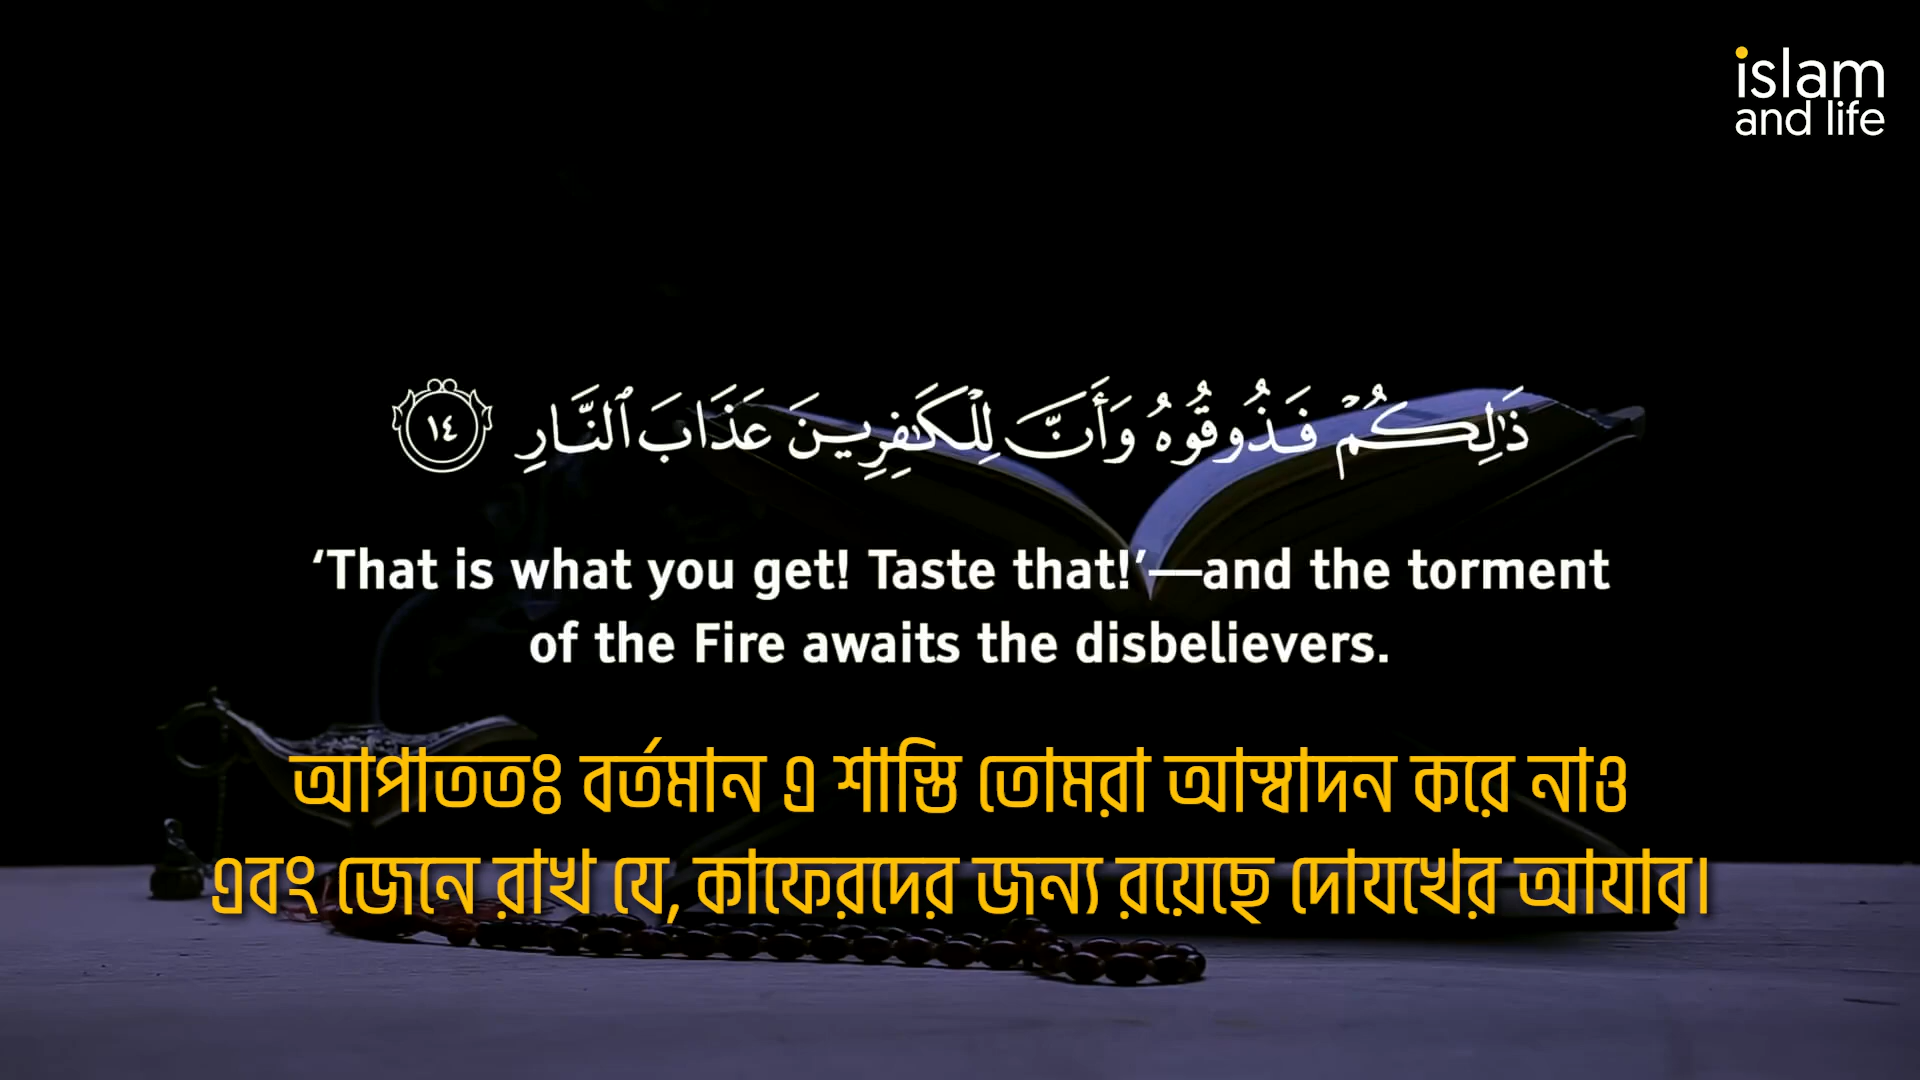 islam
and life
ذَٰلِكُمْ فَذُوقُوهُ وَأَنَّ لِلْكَـٰفِرِينَ عَذَابَ ٱلنَّارِ ١٤
‘That is what you get! Taste that!’—and the torment
of the Fire awaits the disbelievers.
আপাততঃ বর্তমান এ শাস্তি তোমরা আস্বাদন করে নাও
এবং জেনে রাখ যে, কাফেরদের জন্য রয়েছে দোযখের আযাব।